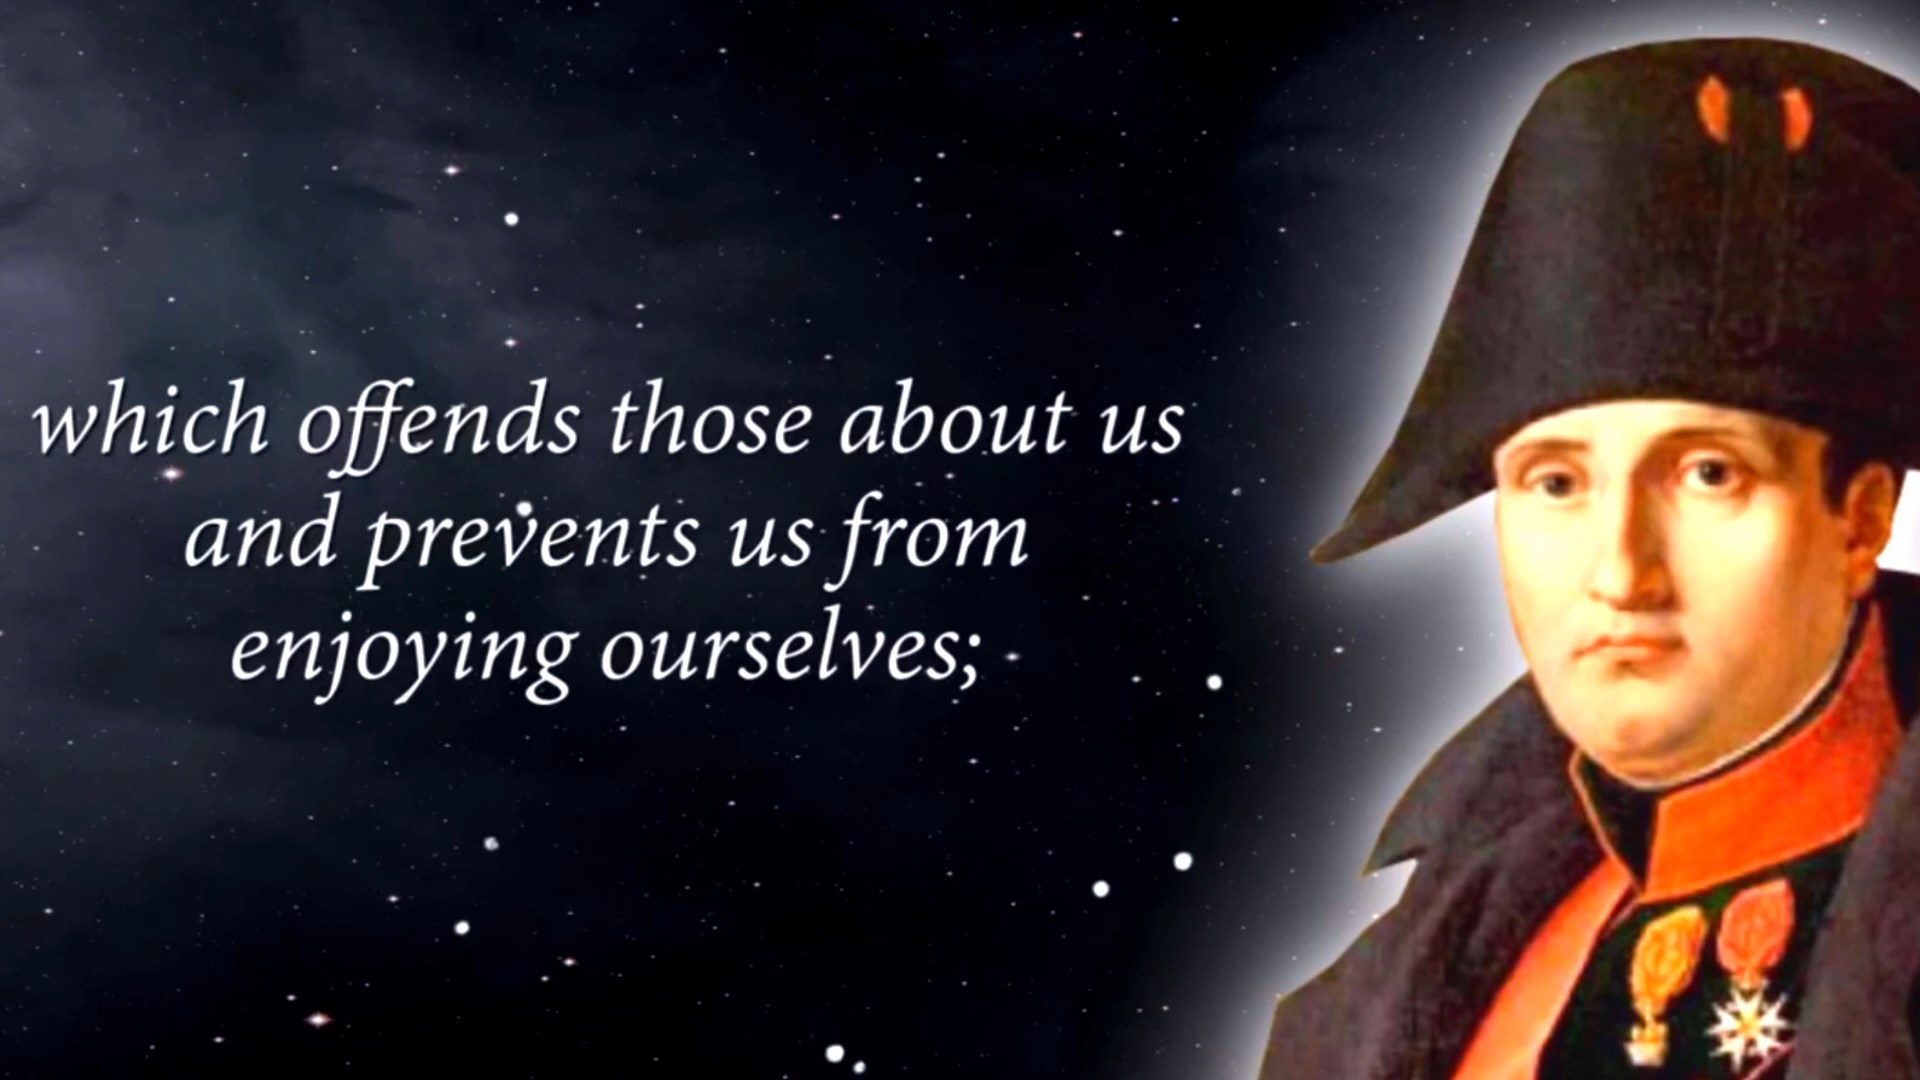 which offends those about us
and prevents us from
enjoying ourselves;